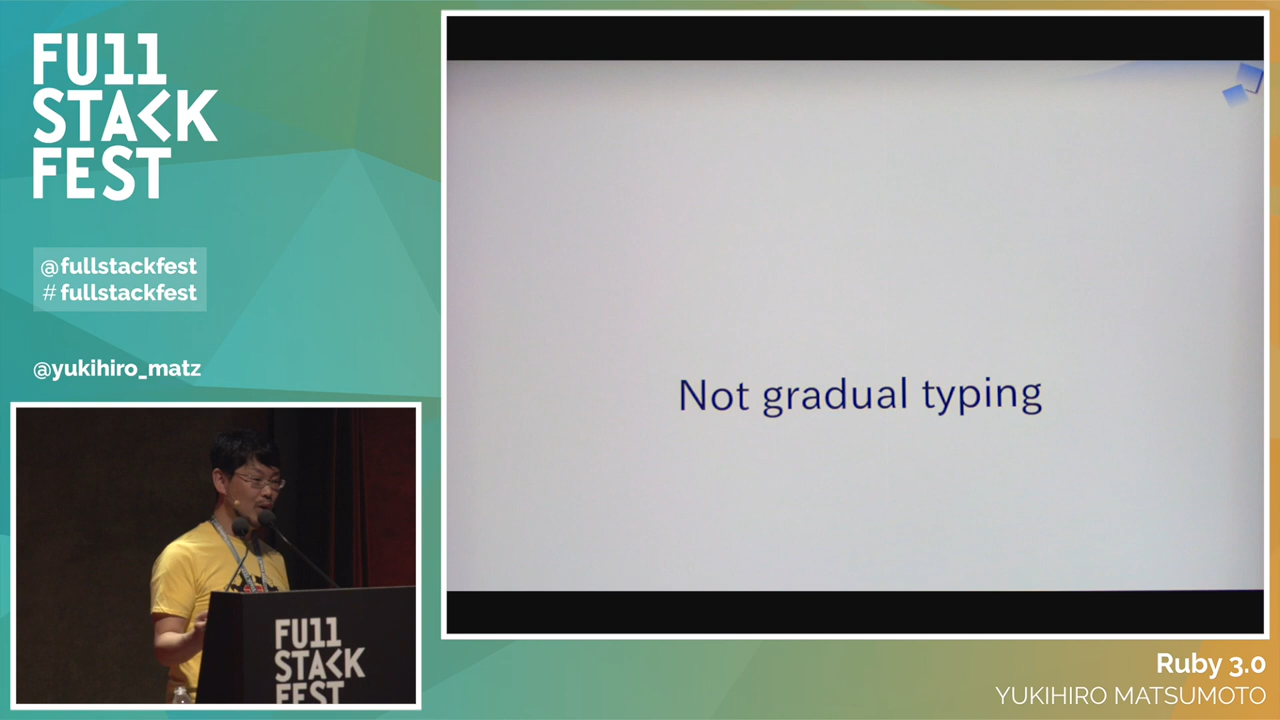 FU11
STACK
FEST
@fullstackfest
# fullstackfest
@yukihiro_matz
Not gradual typing
FU11
STACK
FEST
Ruby 3.0
YUKIHIRO MATSUMOTO